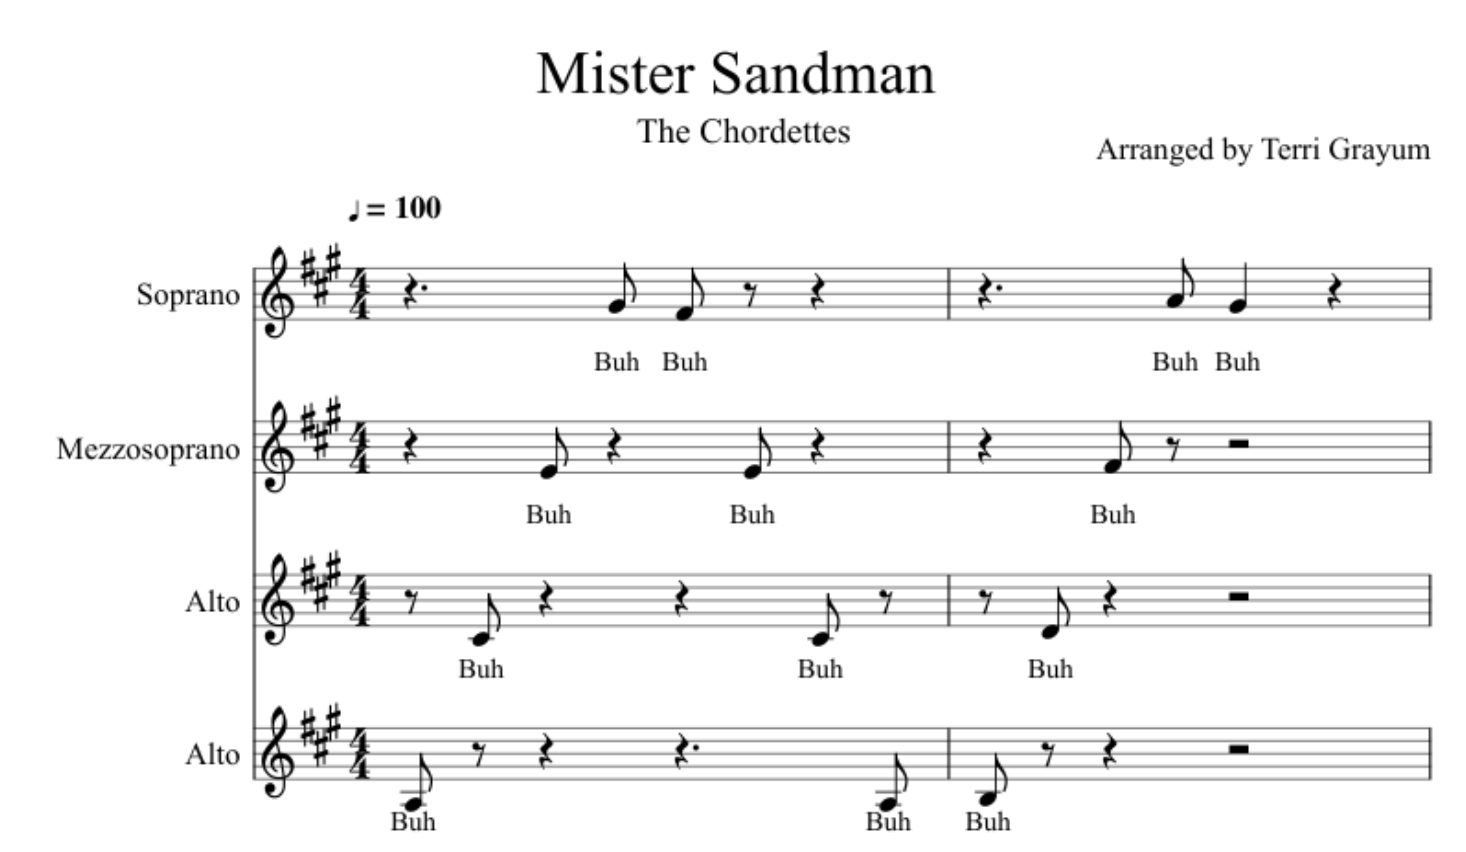 Mister Sandman
The Chordettes
Arranged by Terri Grayum
♩ = 100
Soprano
Buh Buh Buh Buh
Mezzosoprano
Buh Buh Buh
Alto
Buh Buh Buh
Alto
Buh Buh Buh